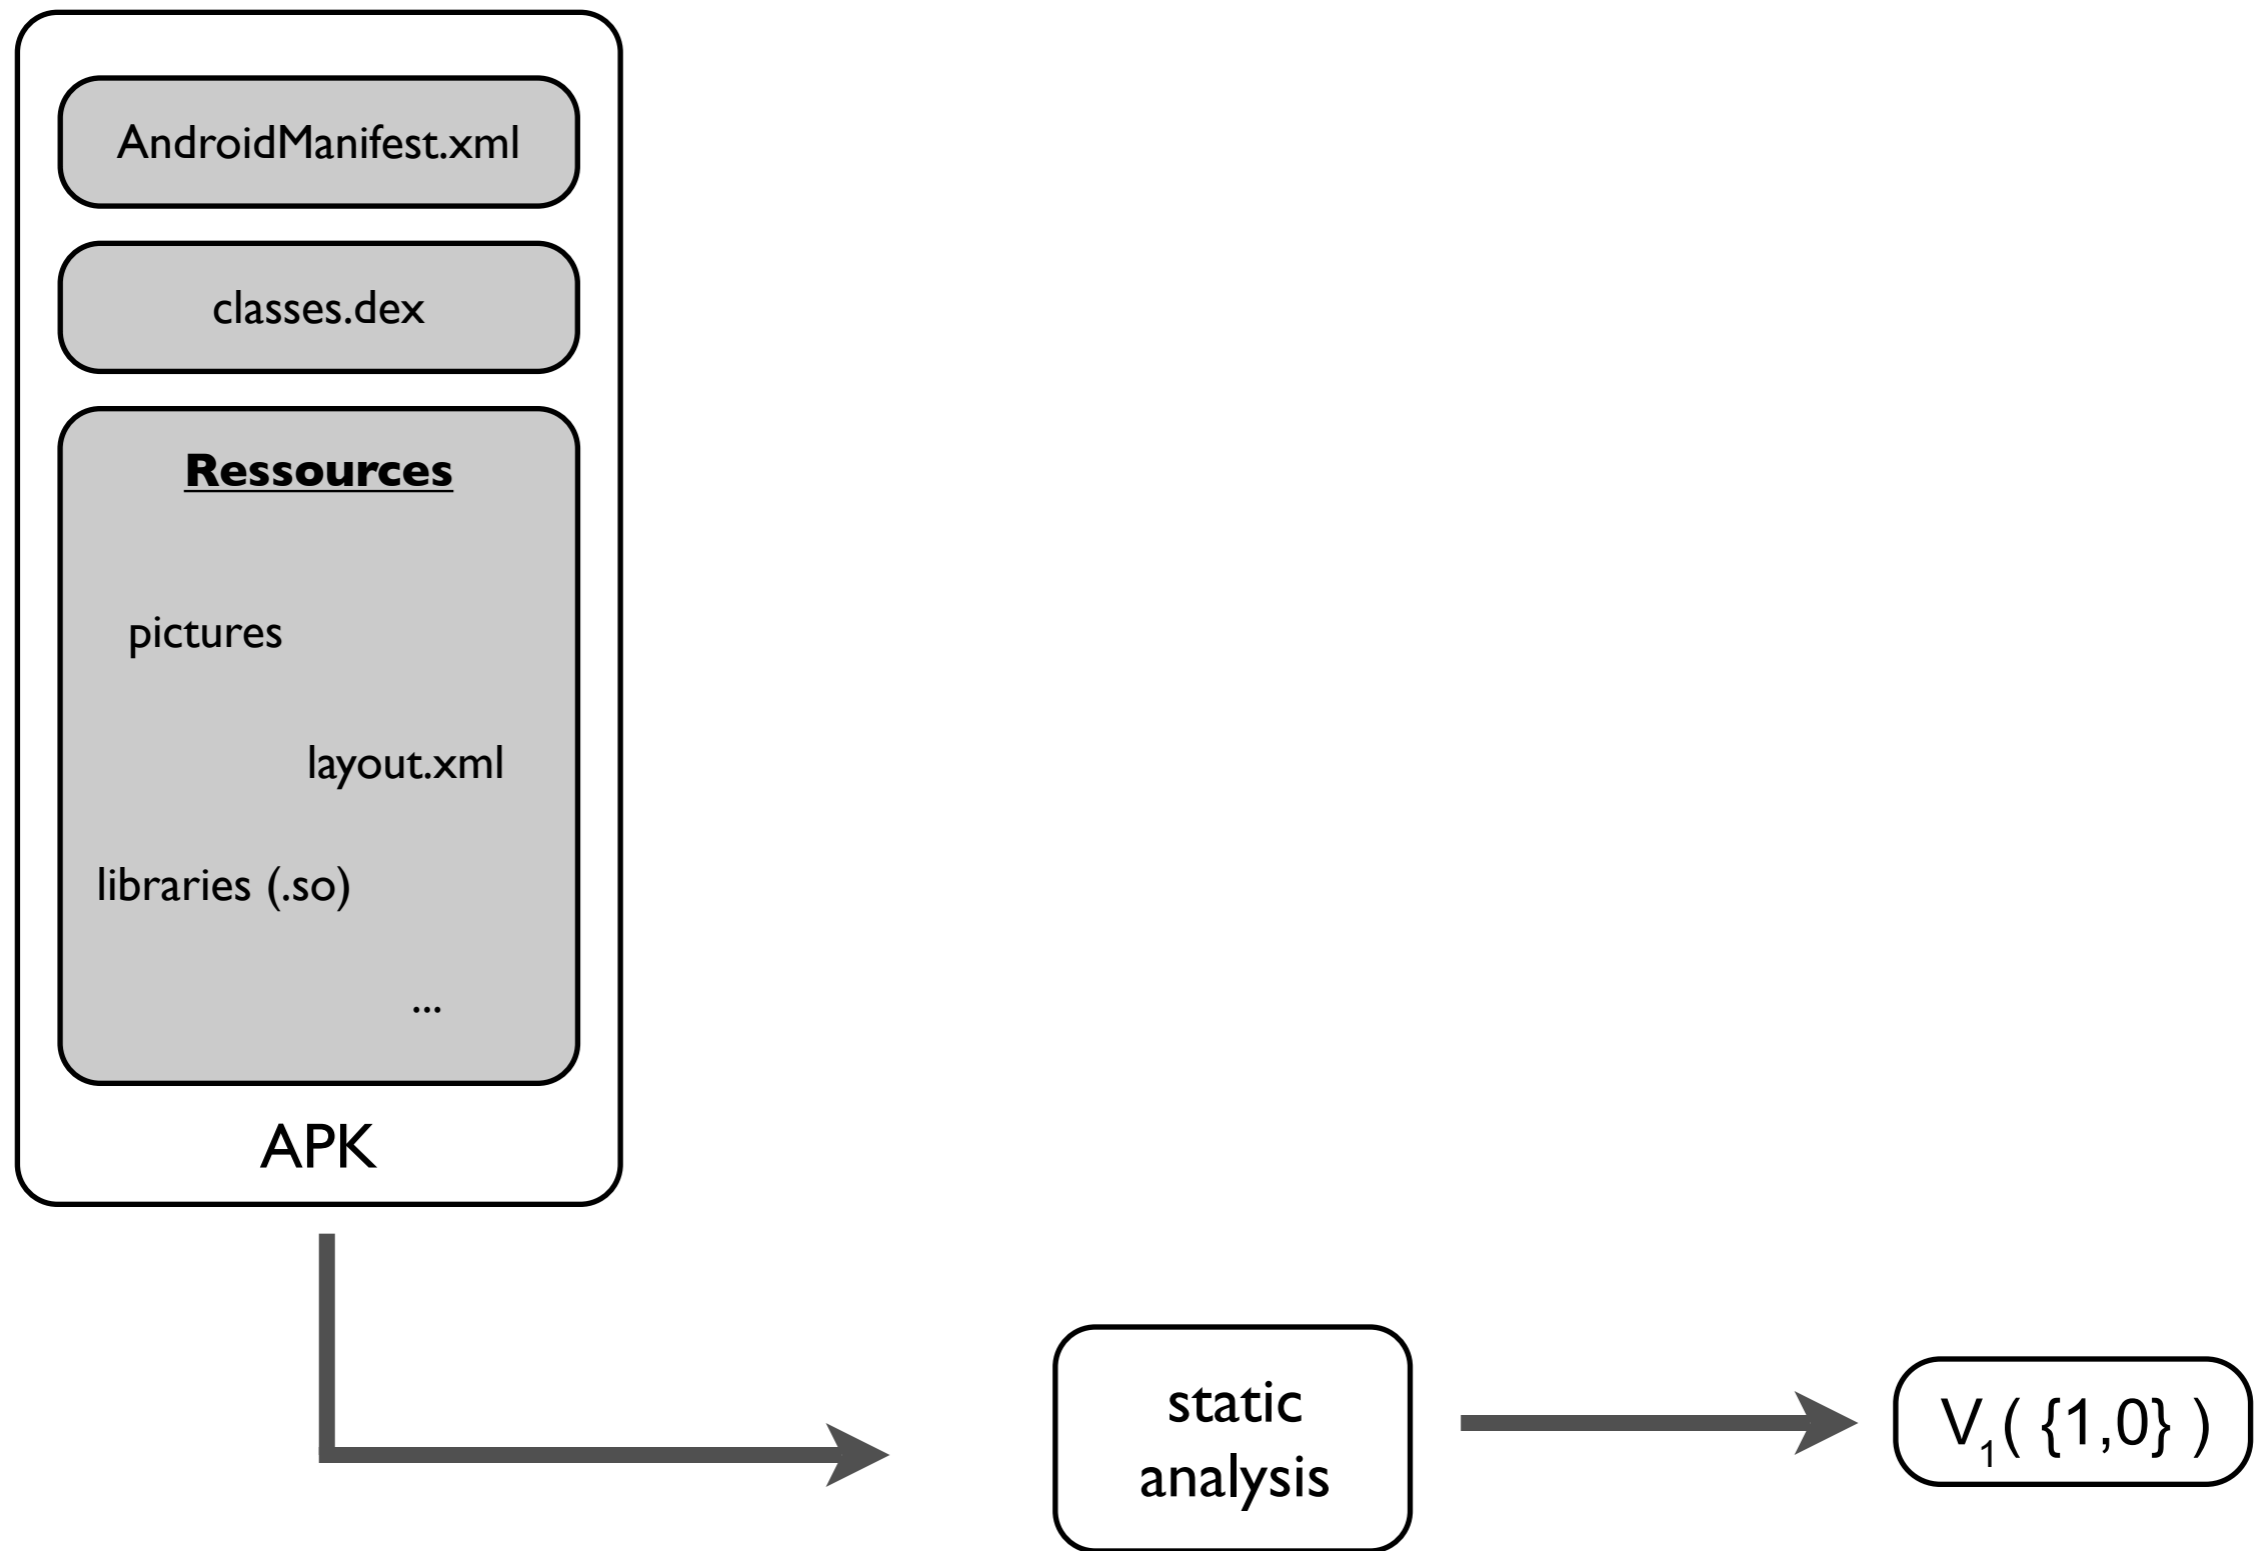 AndroidManifest.xml
classes.dex
Ressources
pictures
layout.xml
libraries (.so)
...
APK
static
analysis
V₁( {1,0} )